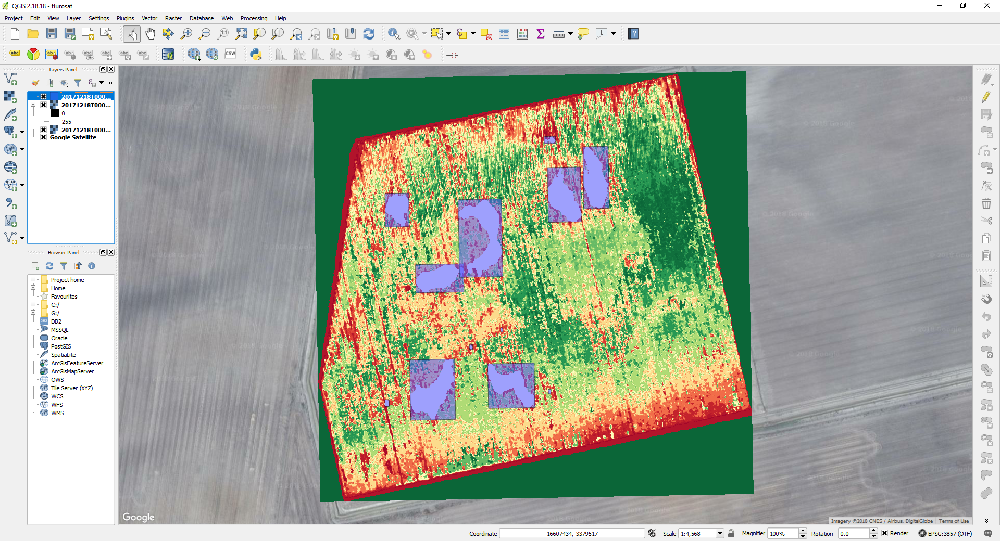 QGIS 2.18.18 - flurosat
Project Edit View Layer Settings Plugins Vector Raster Database Web Processing Help
CSW
Layers Panel
20171218T000...
20171218T000...
0
255
20171218T000...
Google Satellite
Browser Panel
Project home
Home
Favourites
C:/
G:/
DB2
MSSQL
Oracle
PostGIS
SpatiaLite
ArcGisFeatureServer
ArcGisMapServer
OWS
Tile Server (XYZ)
WCS
WFS
WMS
Google
Imagery ©2018 CNES / Airbus, DigitalGlobe Terms of Use
Coordinate 16607434,-3379517 Scale 1:4,568 Magnifier 100% Rotation 0.0 Render EPSG:3857 (OTF)